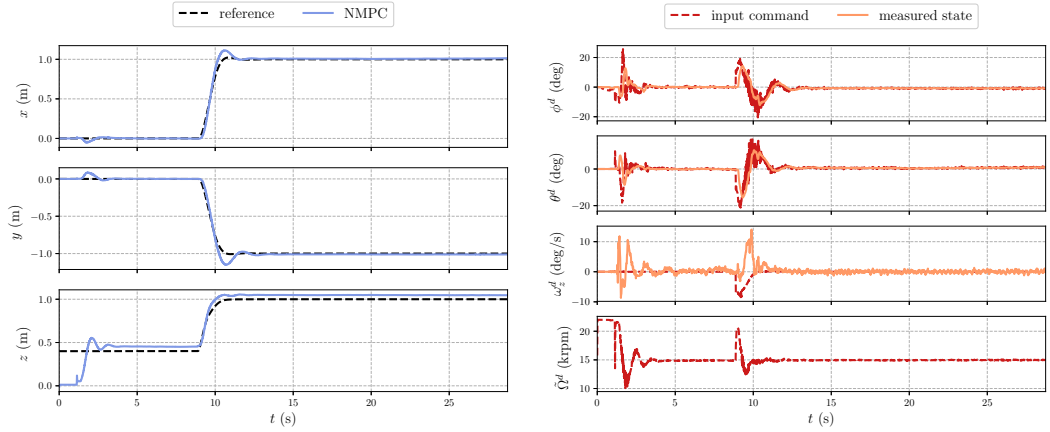 reference NMPC
input command measured state
x (m)
1.0
0.5
0.0
y (m)
0.0
−0.5
−1.0
z (m)
1.0
0.5
0.0
0 5 10 15 20 25
t (s)
ϕ^d (deg)
20
0
−20
θ^d (deg)
0
−20
ω_z^d (deg/s)
10
0
−10
Ω̃^d (krpm)
20
15
10
0 5 10 15 20 25
t (s)